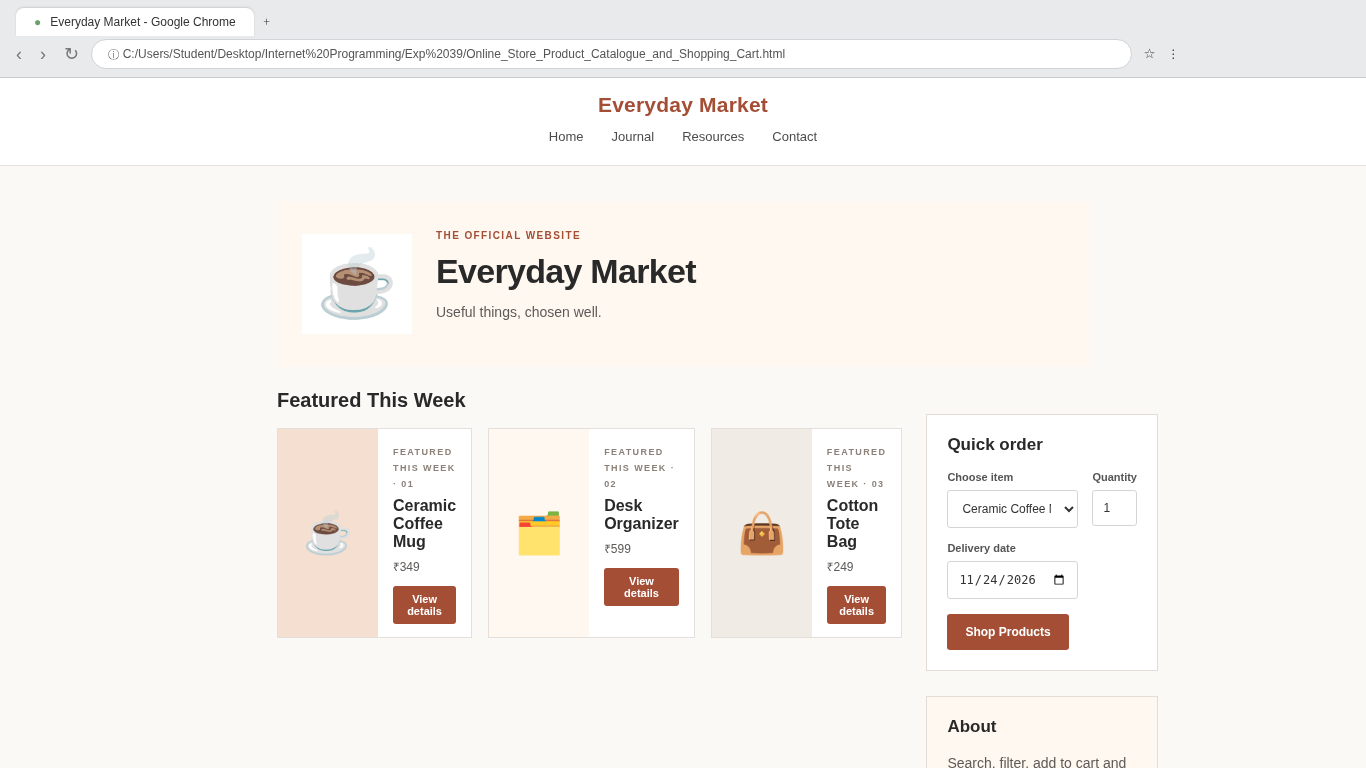 Everyday Market - Google Chrome +
C:/Users/Student/Desktop/Internet%20Programming/Exp%2039/Online_Store_Product_Catalogue_and_Shopping_Cart.html
Everyday Market
Home Journal Resources Contact
THE OFFICIAL WEBSITE
Everyday Market
Useful things, chosen well.
Featured This Week
FEATURED
THIS WEEK
· 01
Ceramic
Coffee
Mug
₹349
View
details
FEATURED
THIS WEEK ·
02
Desk
Organizer
₹599
View
details
FEATURED
THIS
WEEK · 03
Cotton
Tote
Bag
₹249
View
details
Quick order
Choose item Quantity
Ceramic Coffee 1
Delivery date
11/24/2026
Shop Products
About
Search, filter, add to cart and